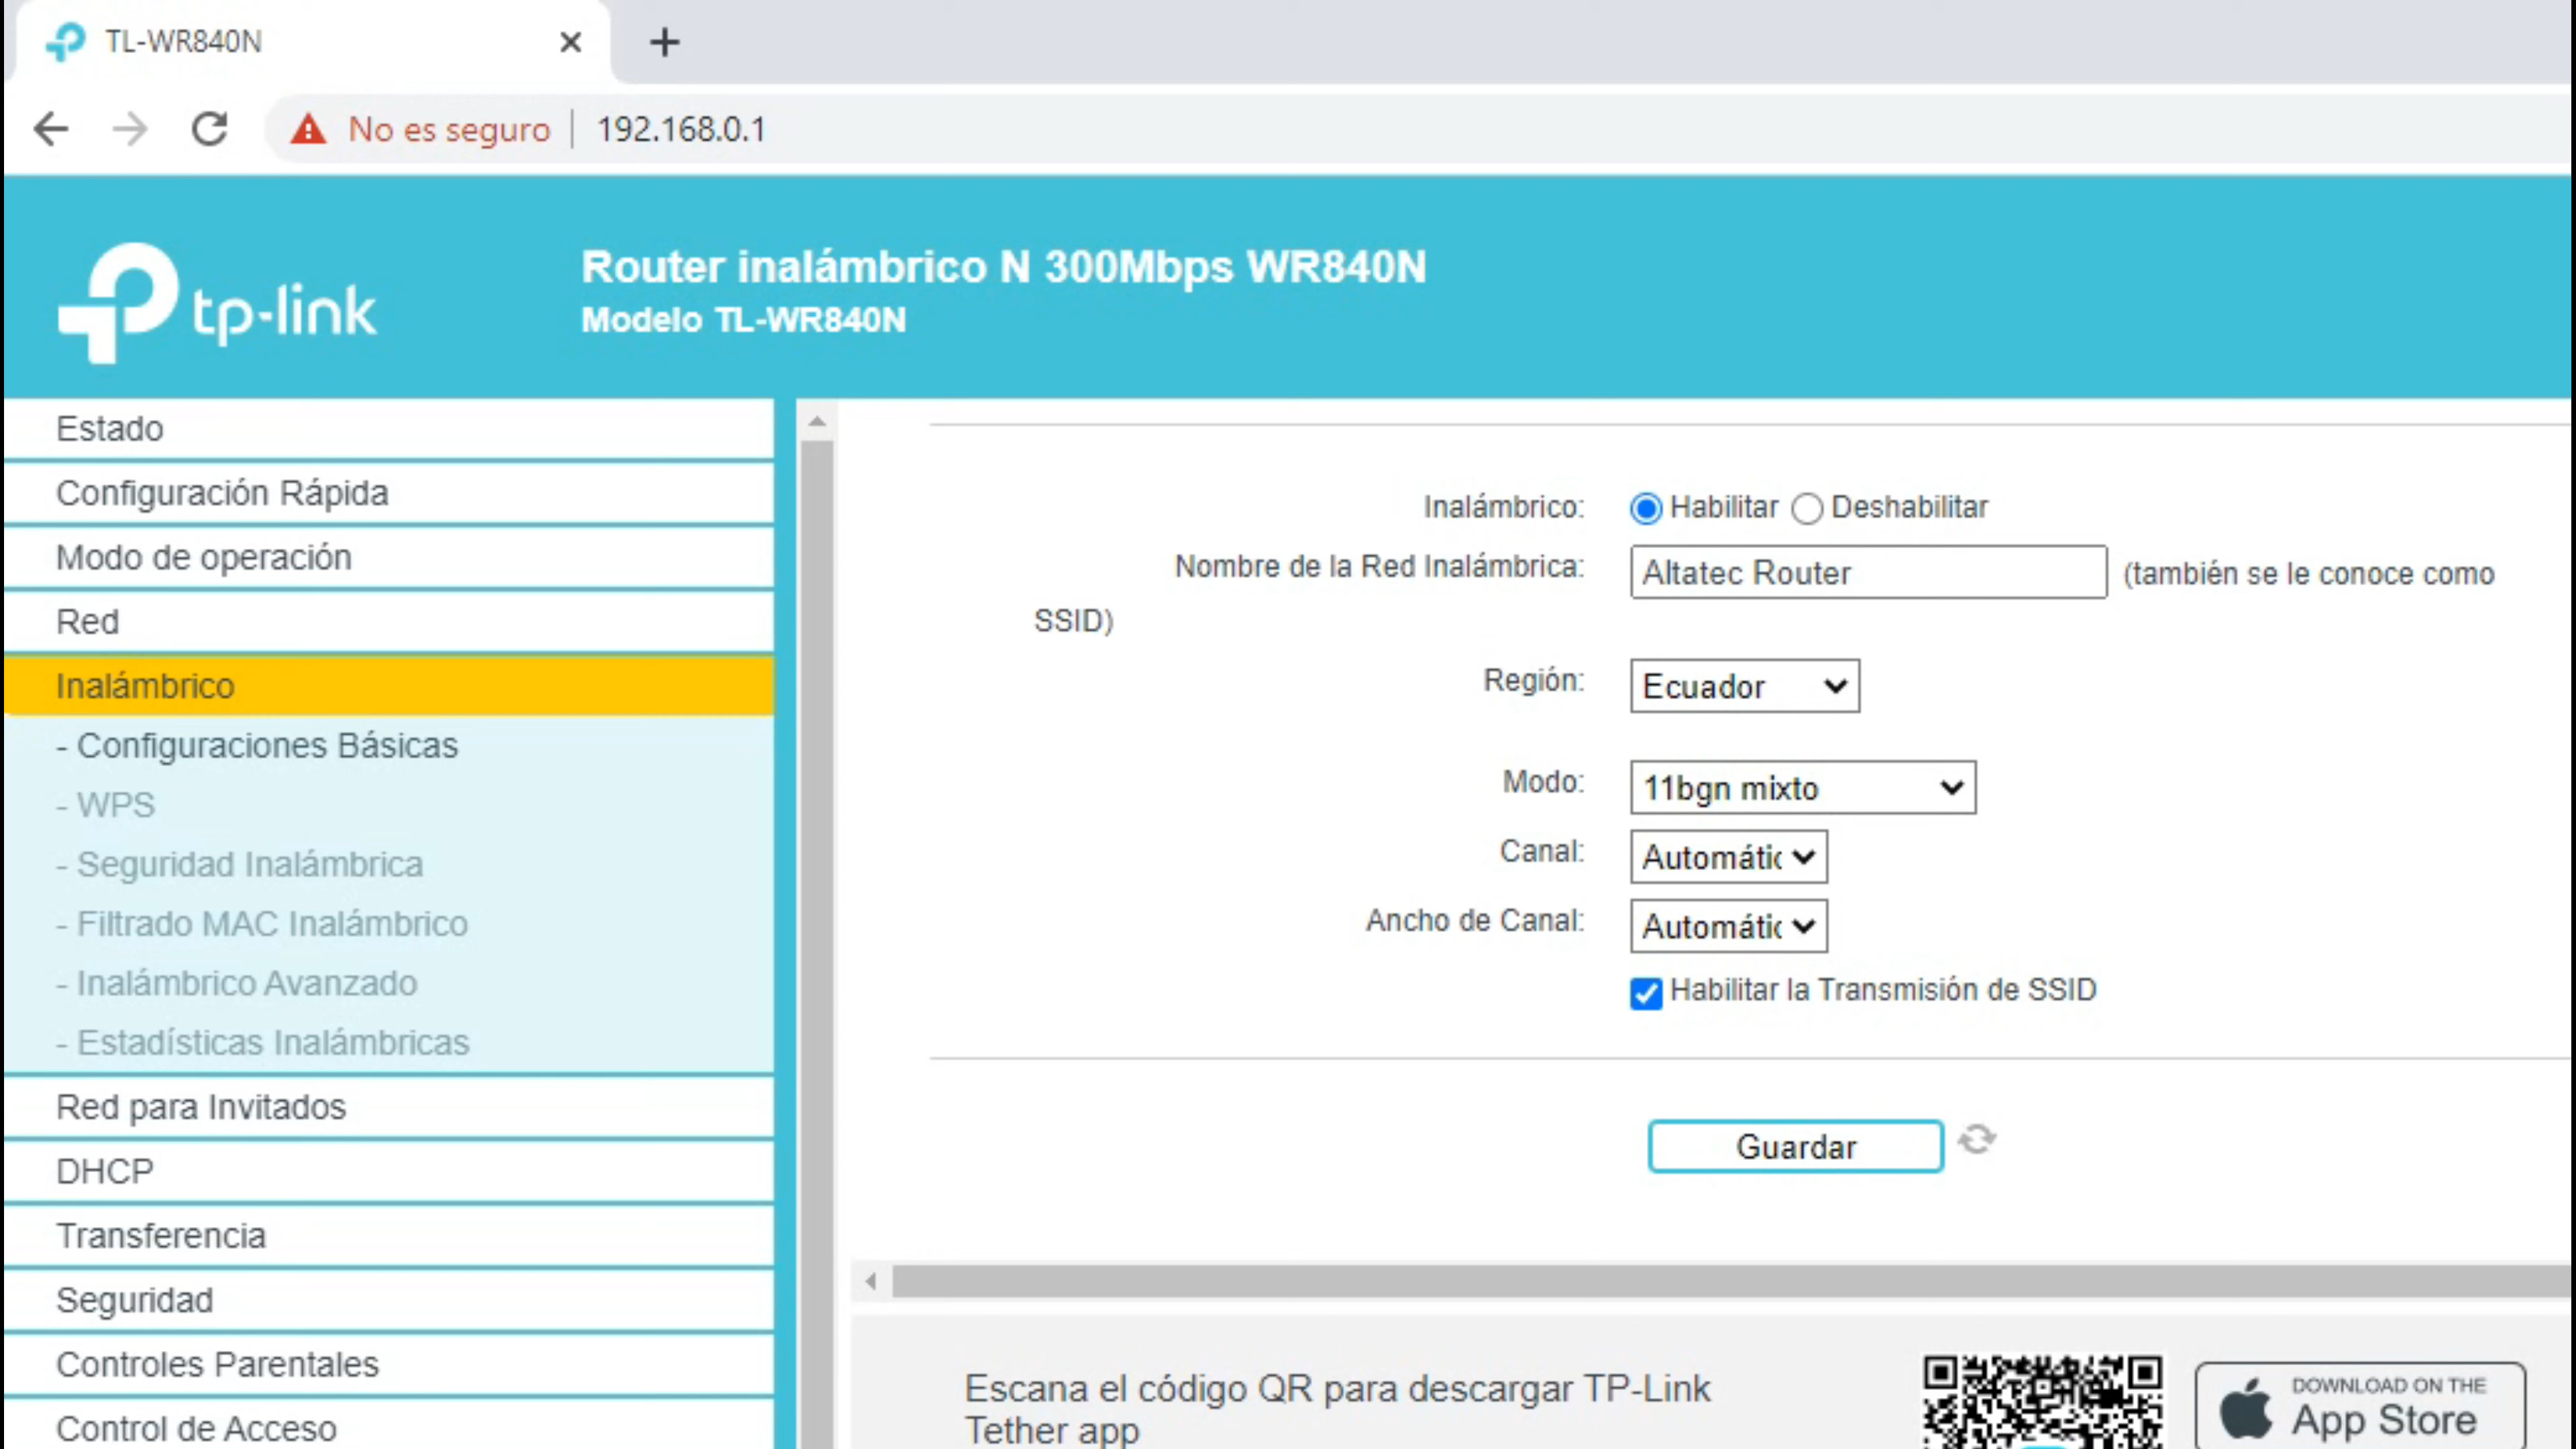 TL-WR840N
No es seguro
192.168.0.1
tp-link
Router inalámbrico N 300Mbps WR840N
Modelo TL-WR840N
Estado
Configuración Rápida
Modo de operación
Red
Inalámbrico
- Configuraciones Básicas
- WPS
- Seguridad Inalámbrica
- Filtrado MAC Inalámbrico
- Inalámbrico Avanzado
- Estadísticas Inalámbricas
Red para Invitados
DHCP
Transferencia
Seguridad
Controles Parentales
Control de Acceso
Inalámbrico: Habilitar Deshabilitar
Nombre de la Red Inalámbrica: Altatec Router (también se le conoce como
SSID)
Región: Ecuador
Modo: 11bgn mixto
Canal: Automátic
Ancho de Canal: Automátic
Habilitar la Transmisión de SSID
Guardar
Escana el código QR para descargar TP-Link
Tether app
DOWNLOAD ON THE
App Store